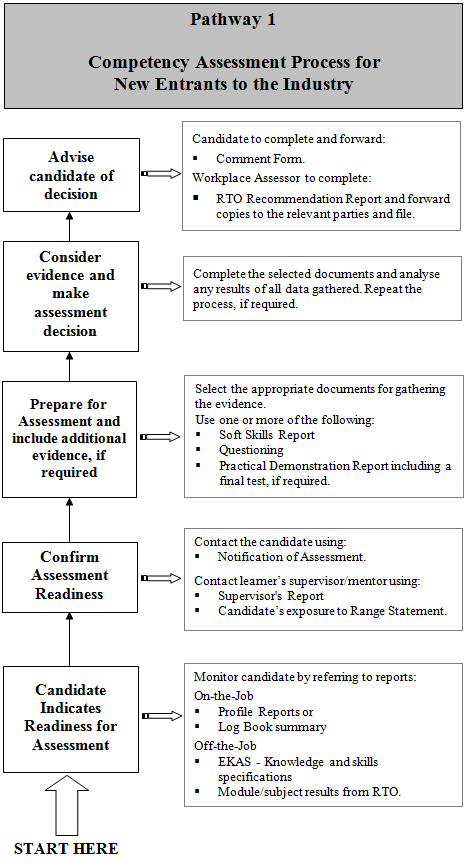 Pathway 1
Competency Assessment Process for
New Entrants to the Industry
Advise
candidate of
decision
Candidate to complete and forward:
▪ Comment Form.
Workplace Assessor to complete:
▪ RTO Recommendation Report and forward
copies to the relevant parties and file.
Consider
evidence and
make
assessment
decision
Complete the selected documents and analyse
any results of all data gathered. Repeat the
process, if required.
Prepare for
Assessment and
include additional
evidence, if
required
Select the appropriate documents for gathering
the evidence.
Use one or more of the following:
▪ Soft Skills Report
▪ Questioning
▪ Practical Demonstration Report including a
final test, if required.
Confirm
Assessment
Readiness
Contact the candidate using:
▪ Notification of Assessment.
Contact learner's supervisor/mentor using:
▪ Supervisor's Report
▪ Candidate's exposure to Range Statement.
Candidate
Indicates
Readiness for
Assessment
Monitor candidate by referring to reports:
On-the-Job
▪ Profile Reports or
▪ Log Book summary
Off-the-Job
▪ EKAS - Knowledge and skills
specifications
▪ Module/subject results from RTO.
START HERE